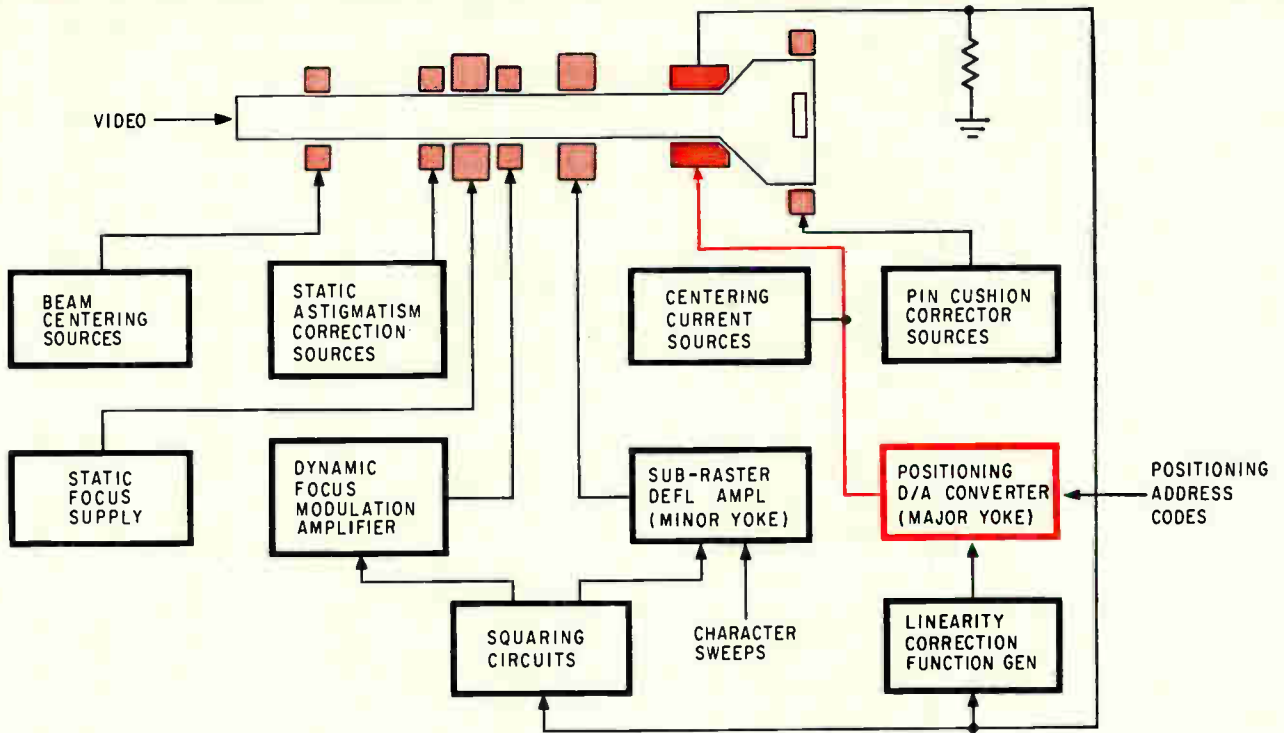 VIDEO
BEAM
CENTERING
SOURCES
STATIC
ASTIGMATISM
CORRECTION
SOURCES
CENTERING
CURRENT
SOURCES
PIN CUSHION
CORRECTOR
SOURCES
STATIC
FOCUS
SUPPLY
DYNAMIC
FOCUS
MODULATION
AMPLIFIER
SUB-RASTER
DEFL AMPL
(MINOR YOKE)
POSITIONING
D/A CONVERTER
(MAJOR YOKE)
POSITIONING
ADDRESS
CODES
SQUARING
CIRCUITS
CHARACTER
SWEEPS
LINEARITY
CORRECTION
FUNCTION GEN